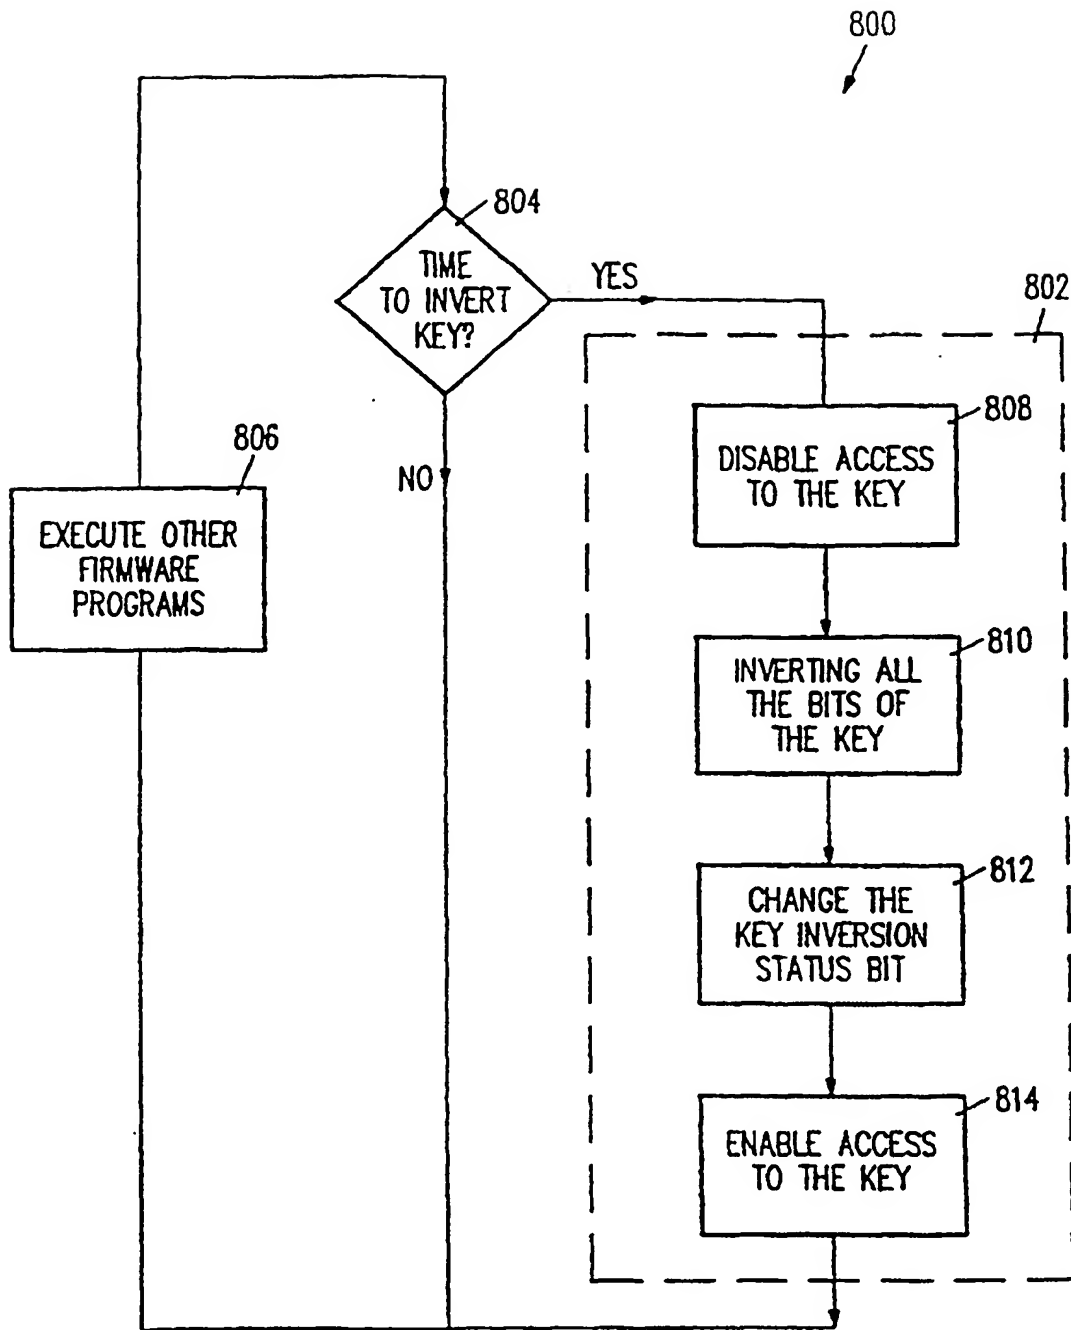 800
804
TIME
TO INVERT
KEY?
YES
802
808
DISABLE ACCESS
TO THE KEY
806
NO
EXECUTE OTHER
FIRMWARE
PROGRAMS
810
INVERTING ALL
THE BITS OF
THE KEY
812
CHANGE THE
KEY INVERSION
STATUS BIT
814
ENABLE ACCESS
TO THE KEY